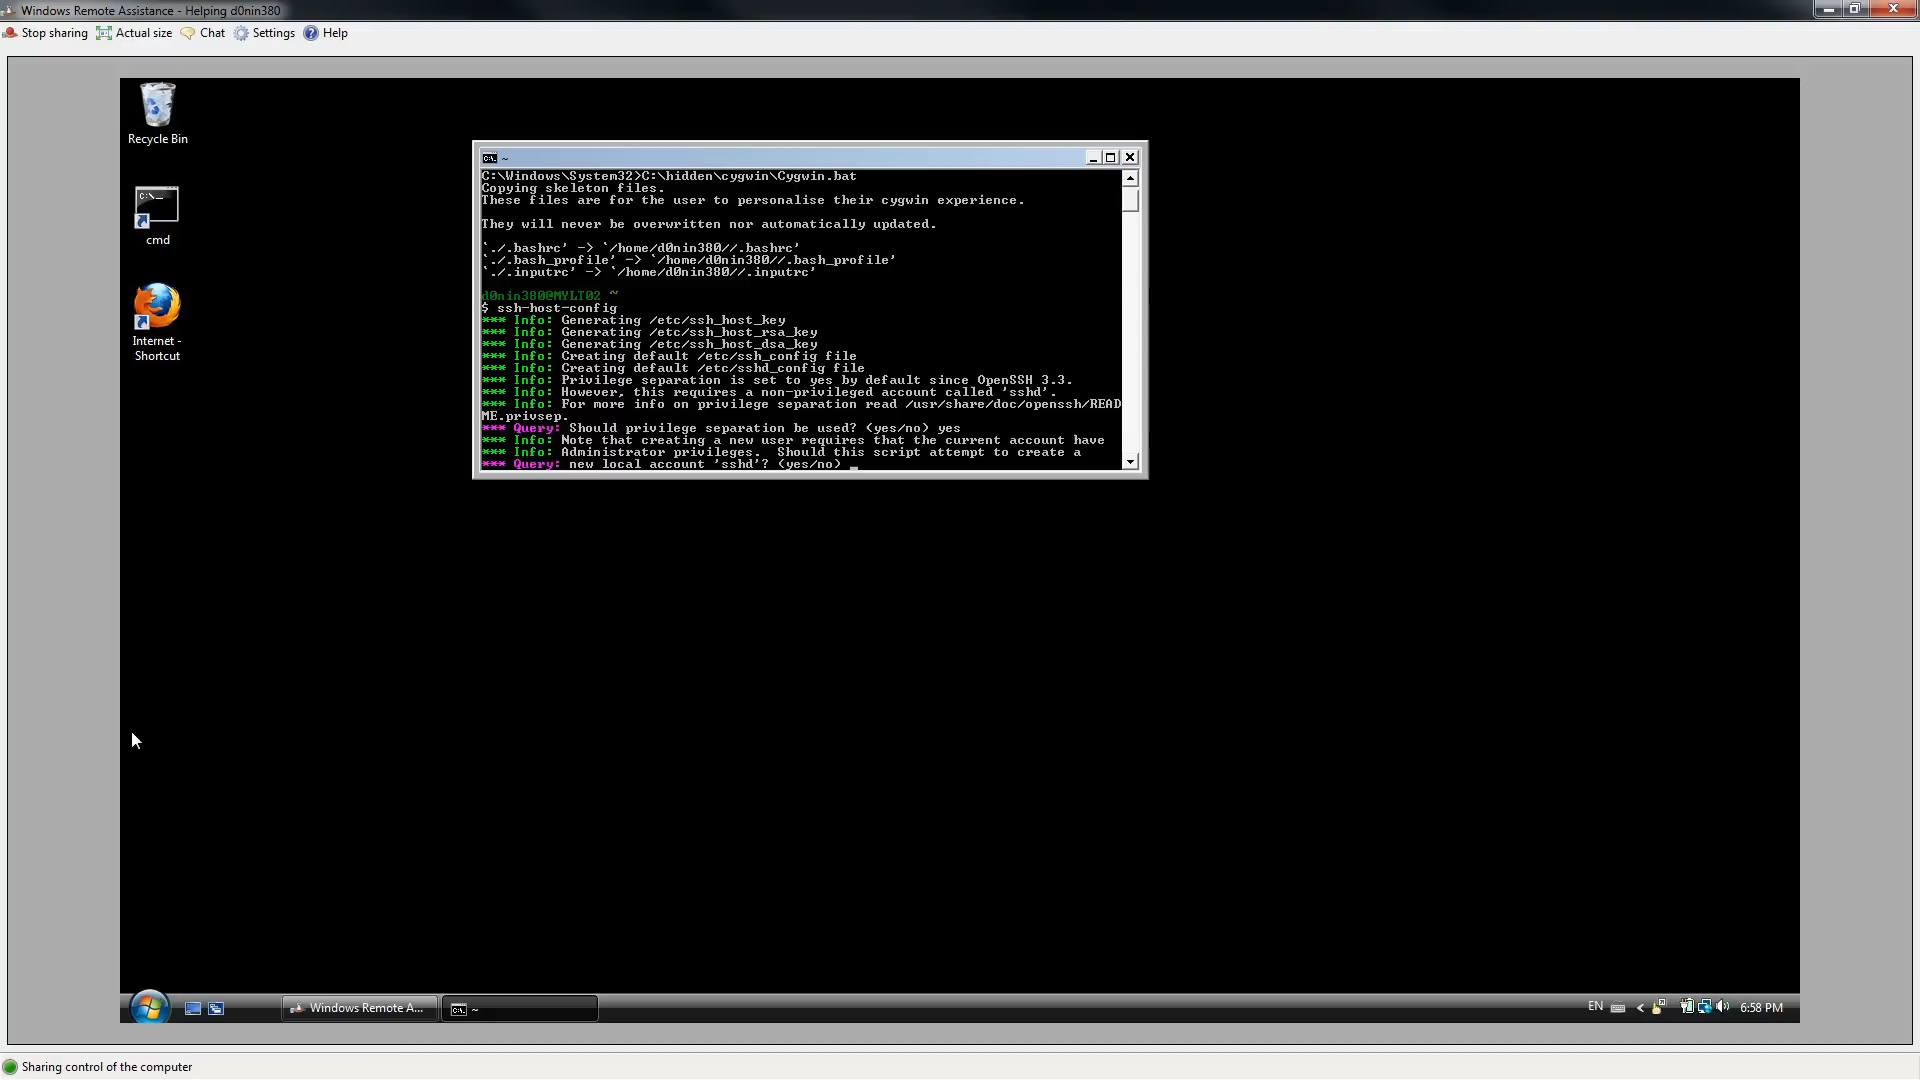 Windows Remote Assistance - Helping d0nin380
Stop sharing Actual size Chat Settings Help
Recycle Bin
cmd
Internet -
Shortcut
~
C:\Windows\System32>C:\hidden\cygwin\Cygwin.bat
Copying skeleton files.
These files are for the user to personalise their cygwin experience.
They will never be overwritten nor automatically updated.
`./.bashrc' -> `/home/d0nin380//.bashrc'
`./.bash_profile' -> `/home/d0nin380//.bash_profile'
`./.inputrc' -> `/home/d0nin380//.inputrc'
d0nin380@MYLT02 ~
$ ssh-host-config
*** Info: Generating /etc/ssh_host_key
*** Info: Generating /etc/ssh_host_rsa_key
*** Info: Generating /etc/ssh_host_dsa_key
*** Info: Creating default /etc/ssh_config file
*** Info: Creating default /etc/sshd_config file
*** Info: Privilege separation is set to yes by default since OpenSSH 3.3.
*** Info: However, this requires a non-privileged account called 'sshd'.
*** Info: For more info on privilege separation read /usr/share/doc/openssh/READ
ME.privsep.
*** Query: Should privilege separation be used? (yes/no) yes
*** Info: Note that creating a new user requires that the current account have
*** Info: Administrator privileges.  Should this script attempt to create a
*** Query: new local account 'sshd'? (yes/no) _
Windows Remote A... ~ EN 6:58 PM
Sharing control of the computer